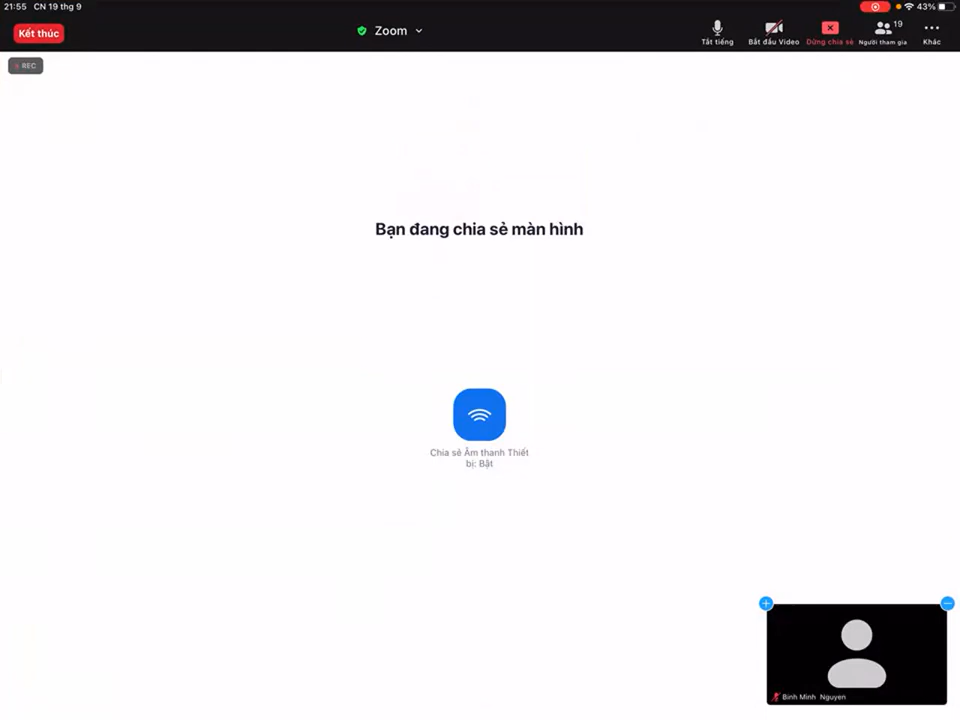 21:55 CN 19 thg 9
43%
Kết thúc
Zoom
Tắt tiếng
Bắt đầu Video
Dừng chia sẻ
19
Người tham gia
Khác
REC
Bạn đang chia sẻ màn hình
Chia sẻ Âm thanh Thiết
bị: Bật
Binh Minh Nguyen